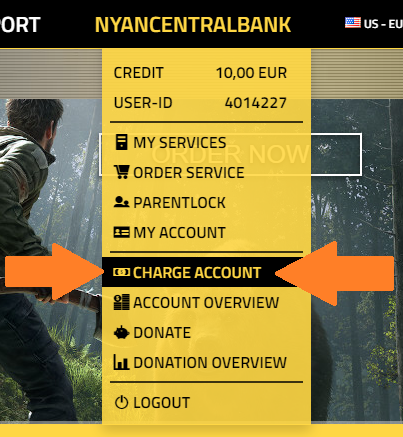 ORT NYANCENTRALBANK US - EU
CREDIT 10,00 EUR
USER-ID 4014227
MY SERVICES
ORDER NOW
ORDER SERVICE
PARENTLOCK
MY ACCOUNT
CHARGE ACCOUNT
ACCOUNT OVERVIEW
DONATE
DONATION OVERVIEW
LOGOUT